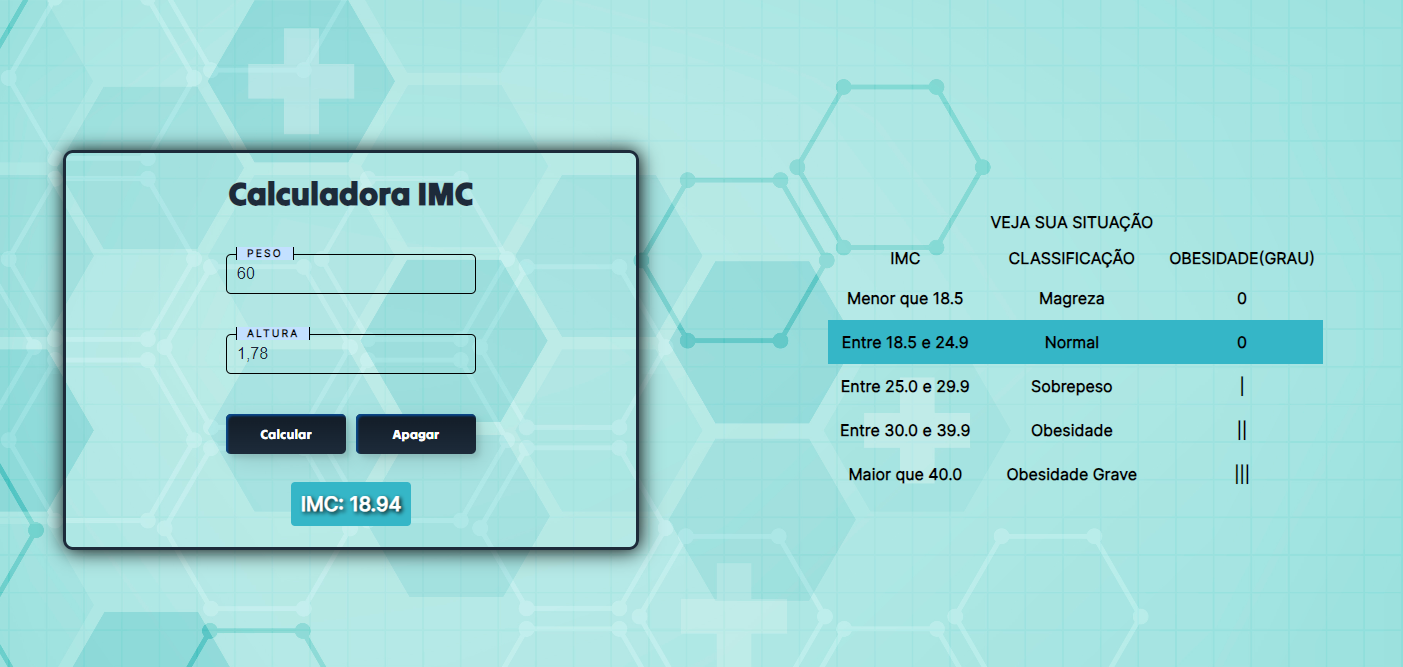 Calculadora IMC
PESO
60
ALTURA
1,78
Calcular Apagar
IMC: 18.94
VEJA SUA SITUAÇÃO
IMC CLASSIFICAÇÃO OBESIDADE(GRAU)
Menor que 18.5 Magreza 0
Entre 18.5 e 24.9 Normal 0
Entre 25.0 e 29.9 Sobrepeso |
Entre 30.0 e 39.9 Obesidade ||
Maior que 40.0 Obesidade Grave |||